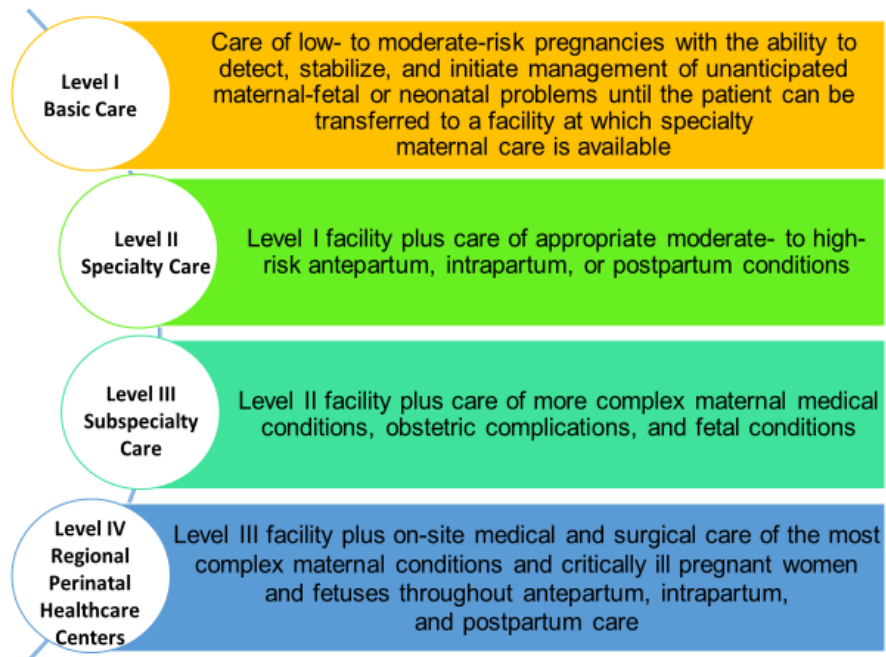 Level I
Basic Care
Care of low- to moderate-risk pregnancies with the ability to
detect, stabilize, and initiate management of unanticipated
maternal-fetal or neonatal problems until the patient can be
transferred to a facility at which specialty
maternal care is available
Level II
Specialty Care
Level I facility plus care of appropriate moderate- to high-
risk antepartum, intrapartum, or postpartum conditions
Level III
Subspecialty
Care
Level II facility plus care of more complex maternal medical
conditions, obstetric complications, and fetal conditions
Level IV
Regional
Perinatal
Healthcare
Centers
Level III facility plus on-site medical and surgical care of the most
complex maternal conditions and critically ill pregnant women
and fetuses throughout antepartum, intrapartum,
and postpartum care